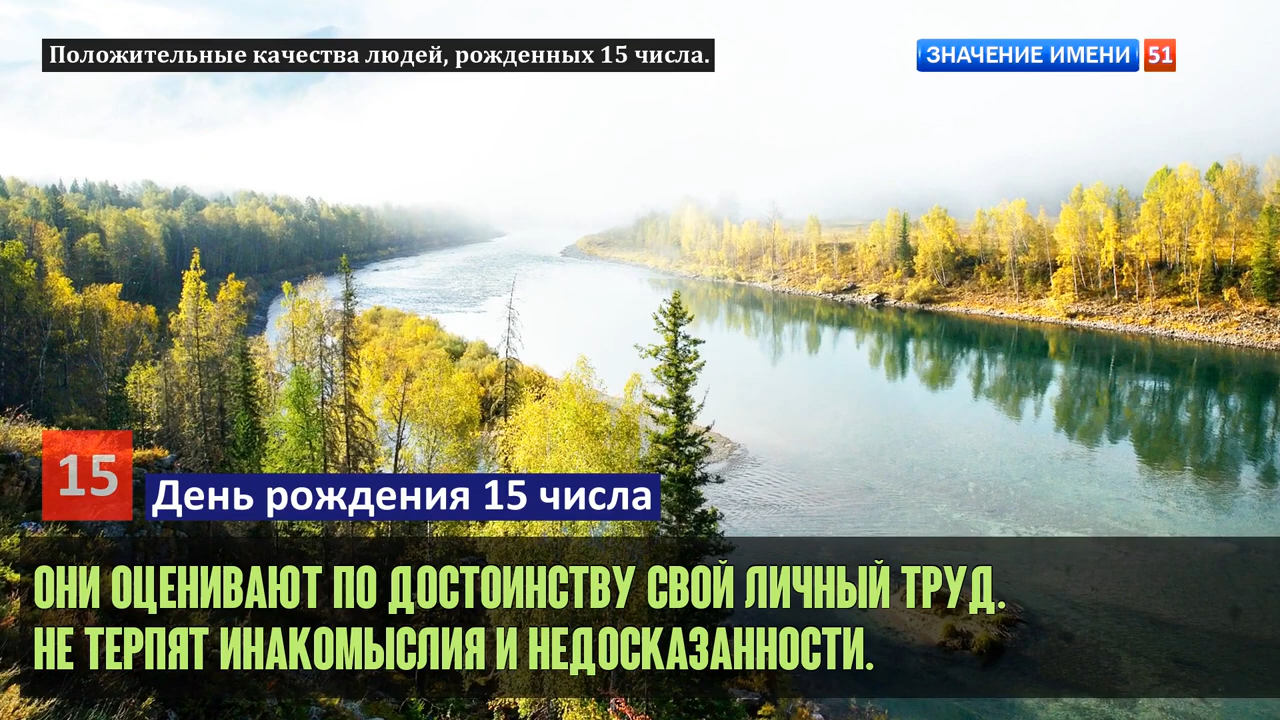 Положительные качества людей, рожденных 15 числа.
ЗНАЧЕНИЕ ИМЕНИ 51
15
День рождения 15 числа
ОНИ ОЦЕНИВАЮТ ПО ДОСТОИНСТВУ СВОЙ ЛИЧНЫЙ ТРУД.
НЕ ТЕРПЯТ ИНАКОМЫСЛИЯ И НЕДОСКАЗАННОСТИ.